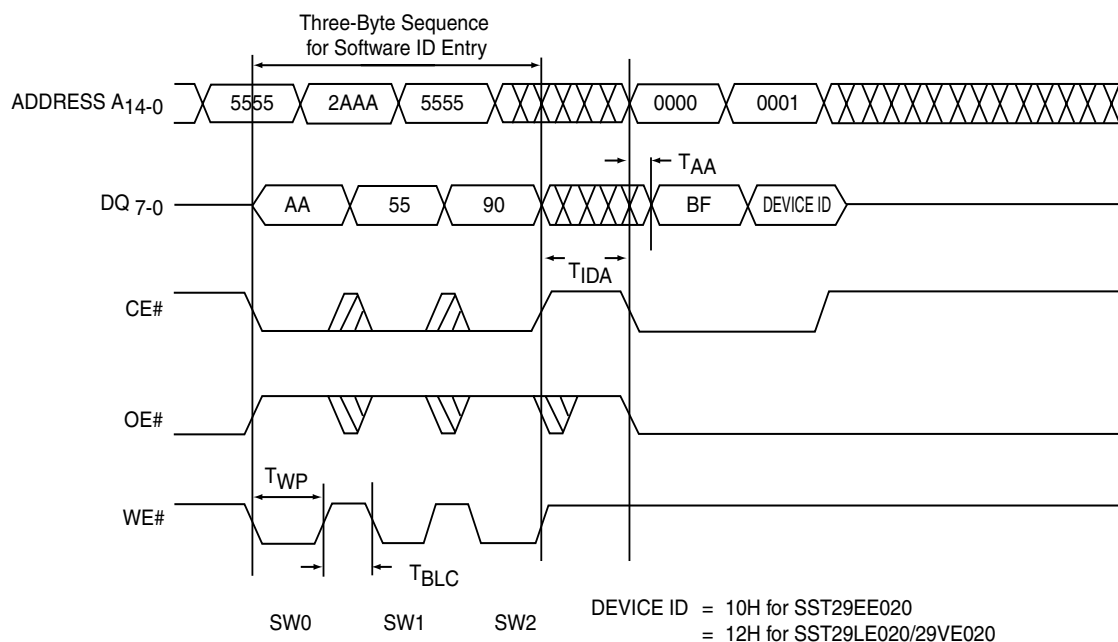 Three-Byte Sequence
for Software ID Entry
ADDRESS A14-0
5555
2AAA
5555
0000
0001
TAA
DQ 7-0
AA
55
90
BF
DEVICE ID
TIDA
CE#
OE#
TWP
WE#
TBLC
SW0
SW1
SW2
DEVICE ID = 10H for SST29EE020
= 12H for SST29LE020/29VE020